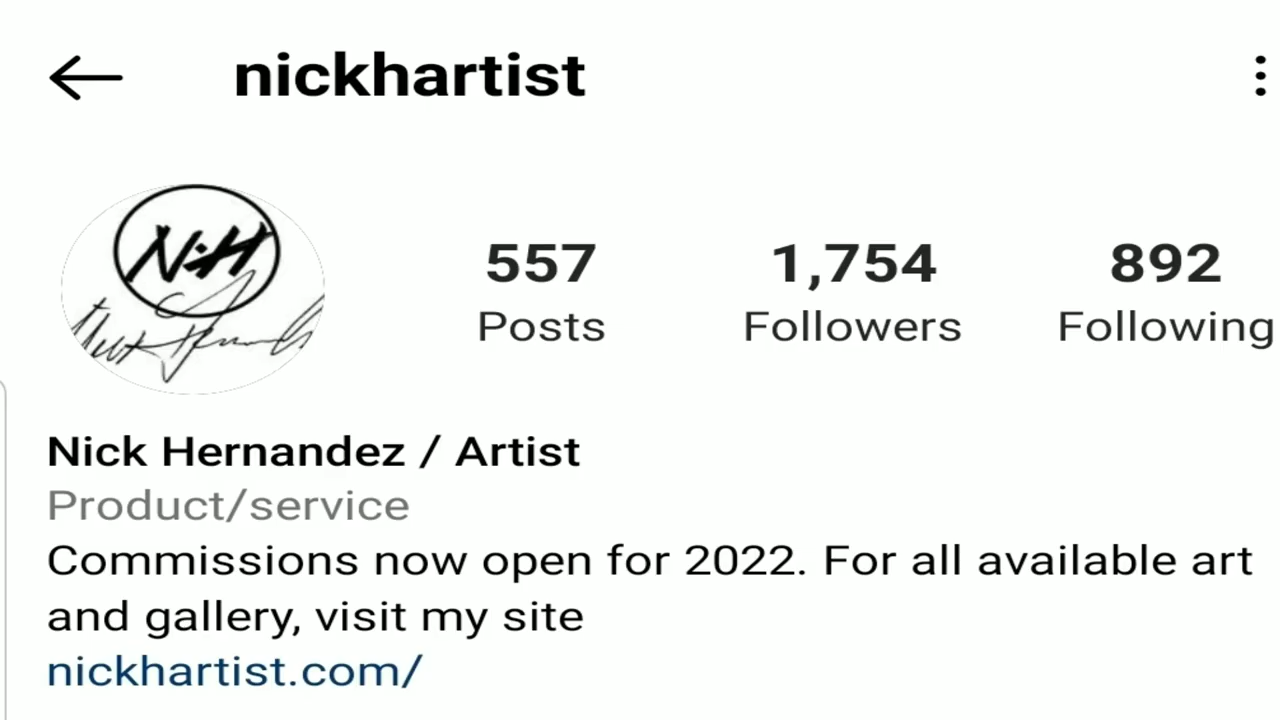 nickhartist
N:H
557 1,754 892
Posts Followers Following
Nick Hernandez / Artist
Product/service
Commissions now open for 2022. For all available art
and gallery, visit my site
nickhartist.com/